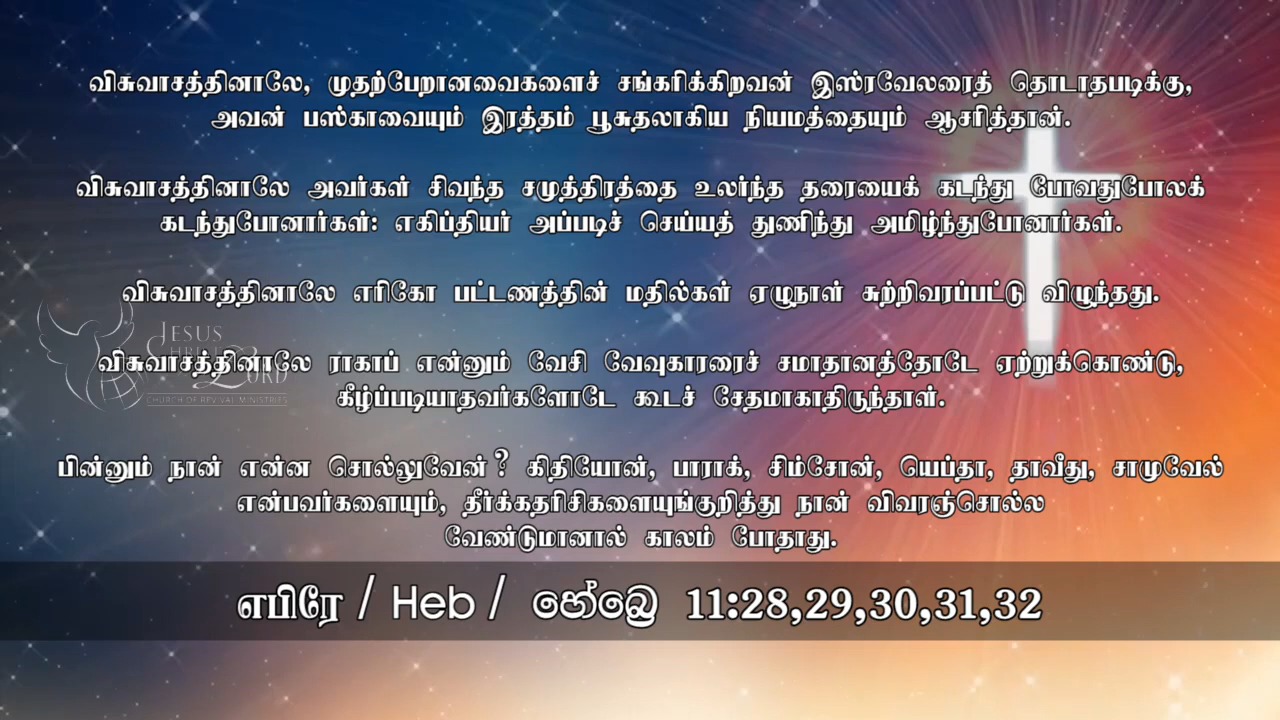 விசுவாசத்தினாலே, முதற்பேறானவைகளைச் சங்கரிக்கிறவன் இஸ்ரவேலரைத் தொடாதபடிக்கு,
அவன் பஸ்காவையும் இரத்தம் பூசுதலாகிய நியமத்தையும் ஆசரித்தான்.
விசுவாசத்தினாலே அவர்கள் சிவந்த சமுத்திரத்தை உலர்ந்த தரையைக் கடந்து போவதுபோலக்
கடந்துபோனார்கள்: எகிப்தியர் அப்படிச் செய்யத் துணிந்து அமிழ்ந்துபோனார்கள்.
விசுவாசத்தினாலே எரிகோ பட்டணத்தின் மதில்கள் ஏழுநாள் சுற்றிவரப்பட்டு விழுந்தது.
விசுவாசத்தினாலே ராகாப் என்னும் வேசி வேவுகாரரைச் சமாதானத்தோடே ஏற்றுக்கொண்டு,
கீழ்ப்படியாதவர்களோடே கூடச் சேதமாகாதிருந்தாள்.
பின்னும் நான் என்ன சொல்லுவேன்? கிதியோன், பாராக், சிம்சோன், யெப்தா, தாவீது, சாமுவேல்
என்பவர்களையும், தீர்க்கதரிசிகளையுங்குறித்து நான் விவரஞ்சொல்ல
வேண்டுமானால் காலம் போதாது.
எபிரே / Heb / හේබ්‍රෙ 11:28,29,30,31,32
JESUS
CHRIST
LORD
CHURCH OF REVIVAL MINISTRIES